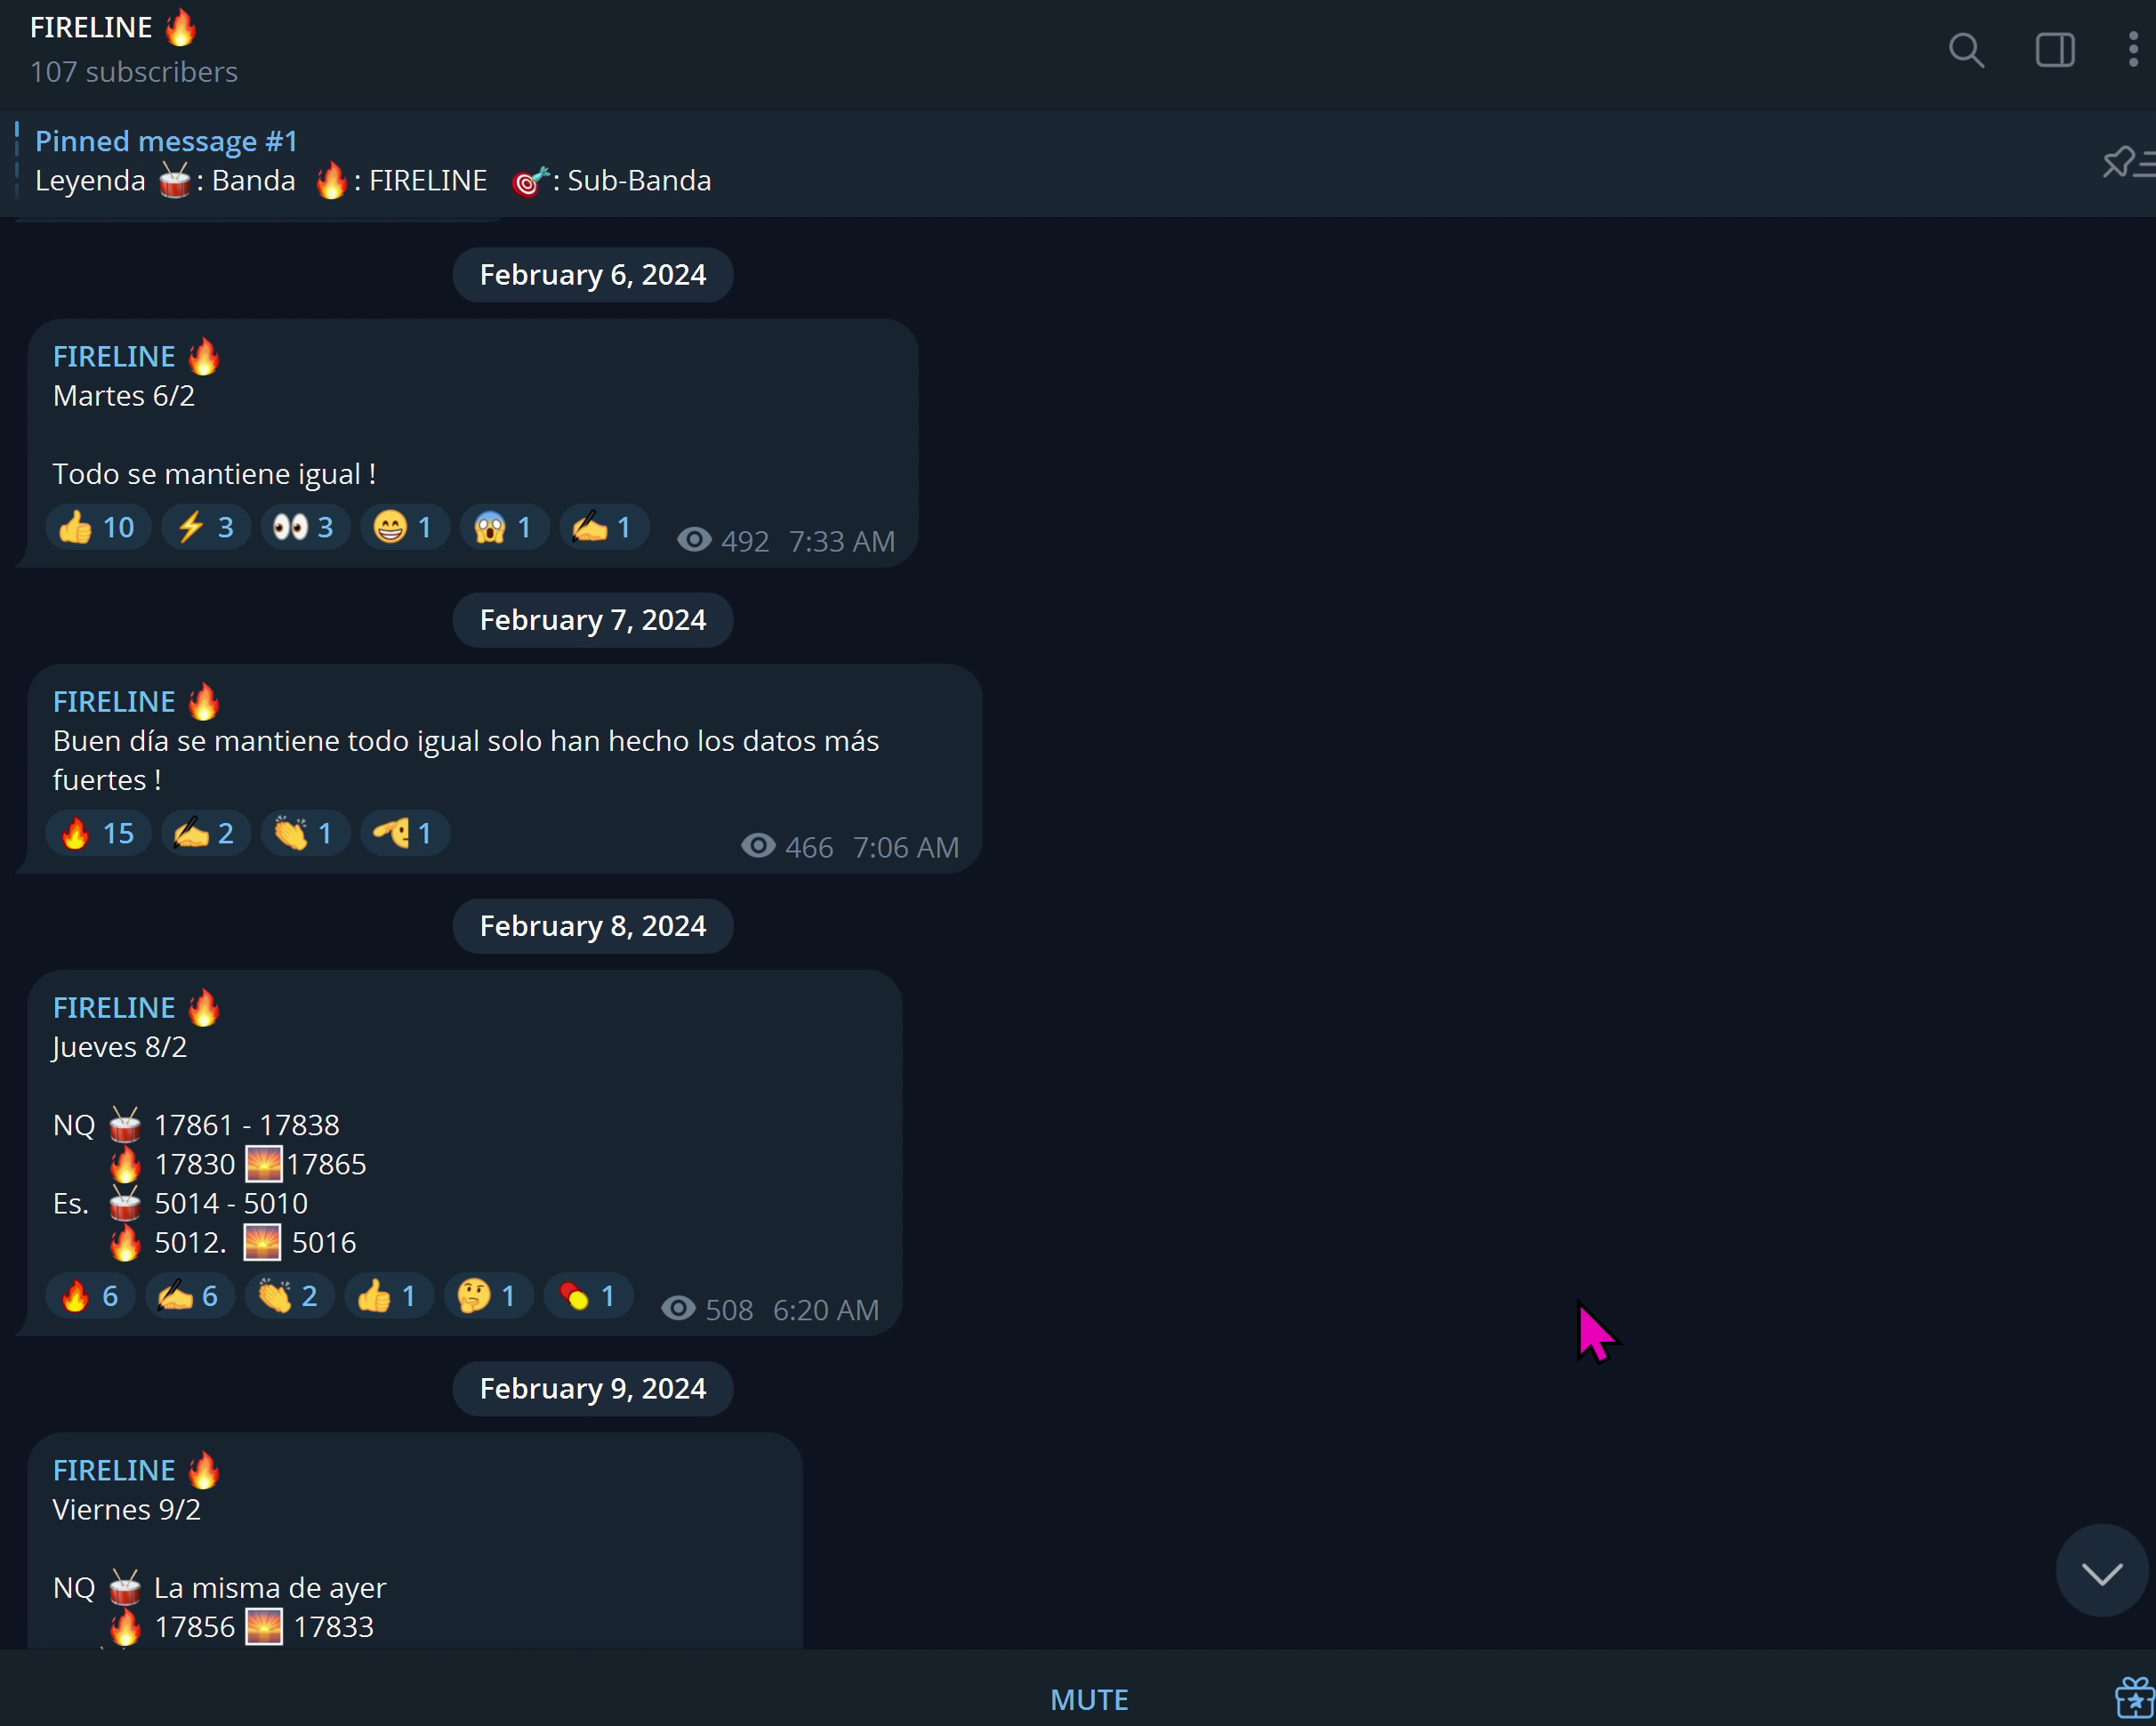 FIRELINE 🔥
107 subscribers
Pinned message #1
Leyenda 🥁: Banda 🔥: FIRELINE 🎯: Sub-Banda
February 6, 2024
FIRELINE 🔥
Martes 6/2
Todo se mantiene igual !
👍 10 ⚡ 3 👀 3 😁 1 😱 1 ✍ 1 492 7:33 AM
February 7, 2024
FIRELINE 🔥
Buen día se mantiene todo igual solo han hecho los datos más
fuertes !
🔥 15 ✍ 2 👏 1 🫡 1 466 7:06 AM
February 8, 2024
FIRELINE 🔥
Jueves 8/2
NQ 🥁 17861 - 17838
🔥 17830 🌅17865
Es. 🥁 5014 - 5010
🔥 5012. 🌅 5016
🔥 6 ✍ 6 👏 2 👍 1 🤔 1 💊 1 508 6:20 AM
February 9, 2024
FIRELINE 🔥
Viernes 9/2
NQ 🥁 La misma de ayer
🔥 17856 🌅 17833
MUTE